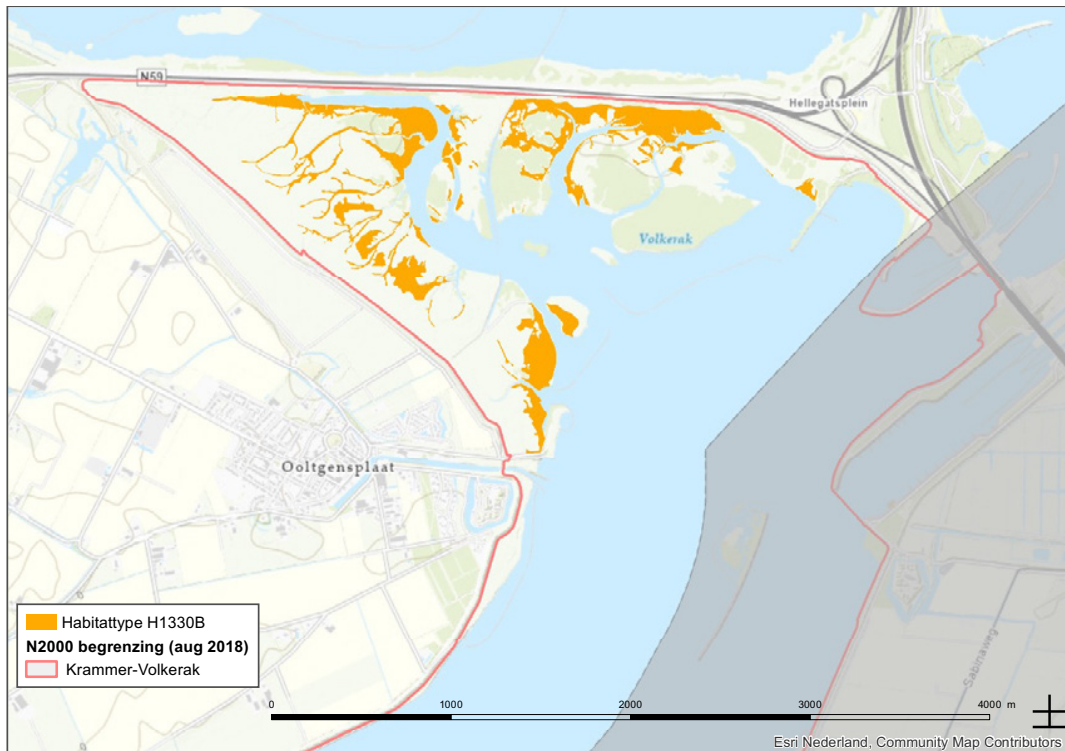 N59
Hellegatsplein
Volkerak
Ooltgensplaat
Sabinaweg
Habitattype H1330B
N2000 begrenzing (aug 2018)
Krammer-Volkerak
0 1000 2000 3000 4000 m
Esri Nederland, Community Map Contributors